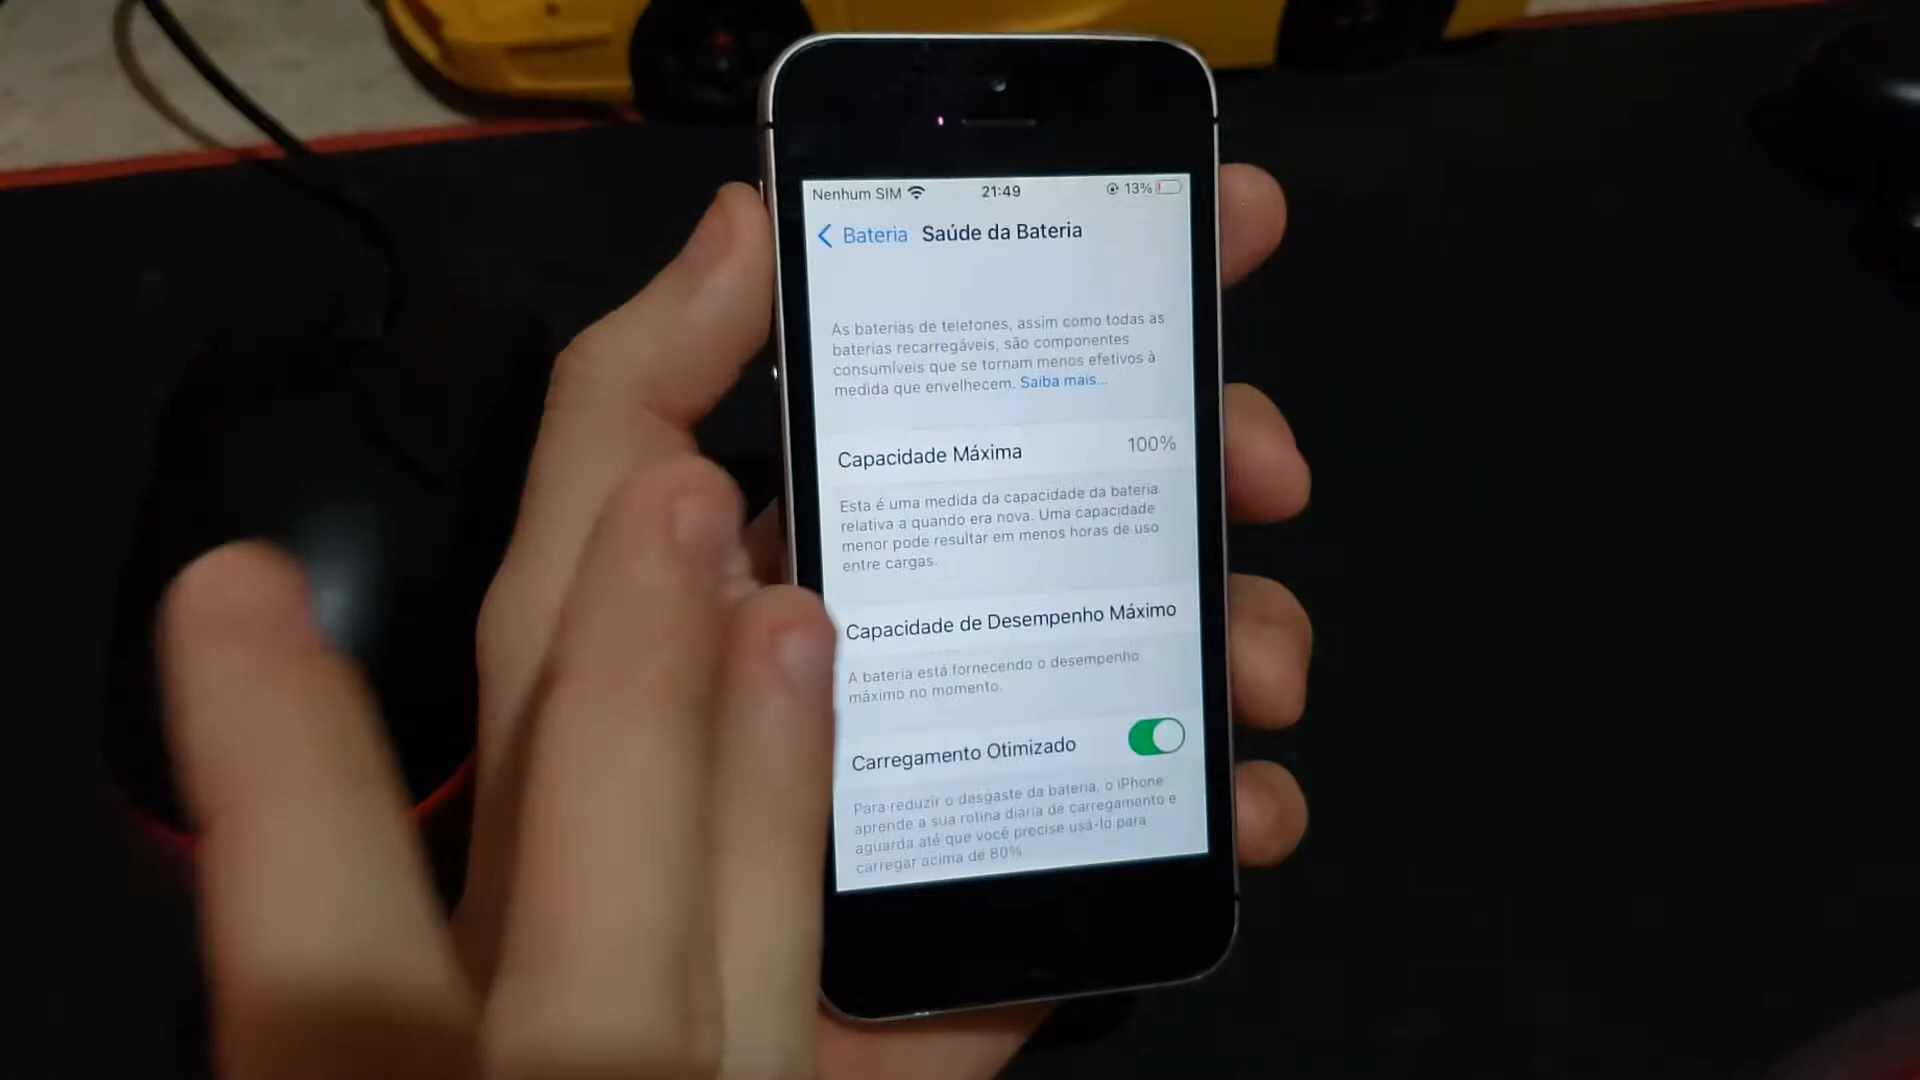 Nenhum SIM 21:49 13%
Bateria Saúde da Bateria
As baterias de telefones, assim como todas as
baterias recarregáveis, são componentes
consumíveis que se tornam menos efetivos à
medida que envelhecem. Saiba mais...
Capacidade Máxima 100%
Esta é uma medida da capacidade da bateria
relativa a quando era nova. Uma capacidade
menor pode resultar em menos horas de uso
entre cargas.
Capacidade de Desempenho Máximo
A bateria está fornecendo o desempenho
máximo no momento.
Carregamento Otimizado
Para reduzir o desgaste da bateria, o iPhone
aprende a sua rotina diária de carregamento e
aguarda até que você precise usá-lo para
carregar acima de 80%